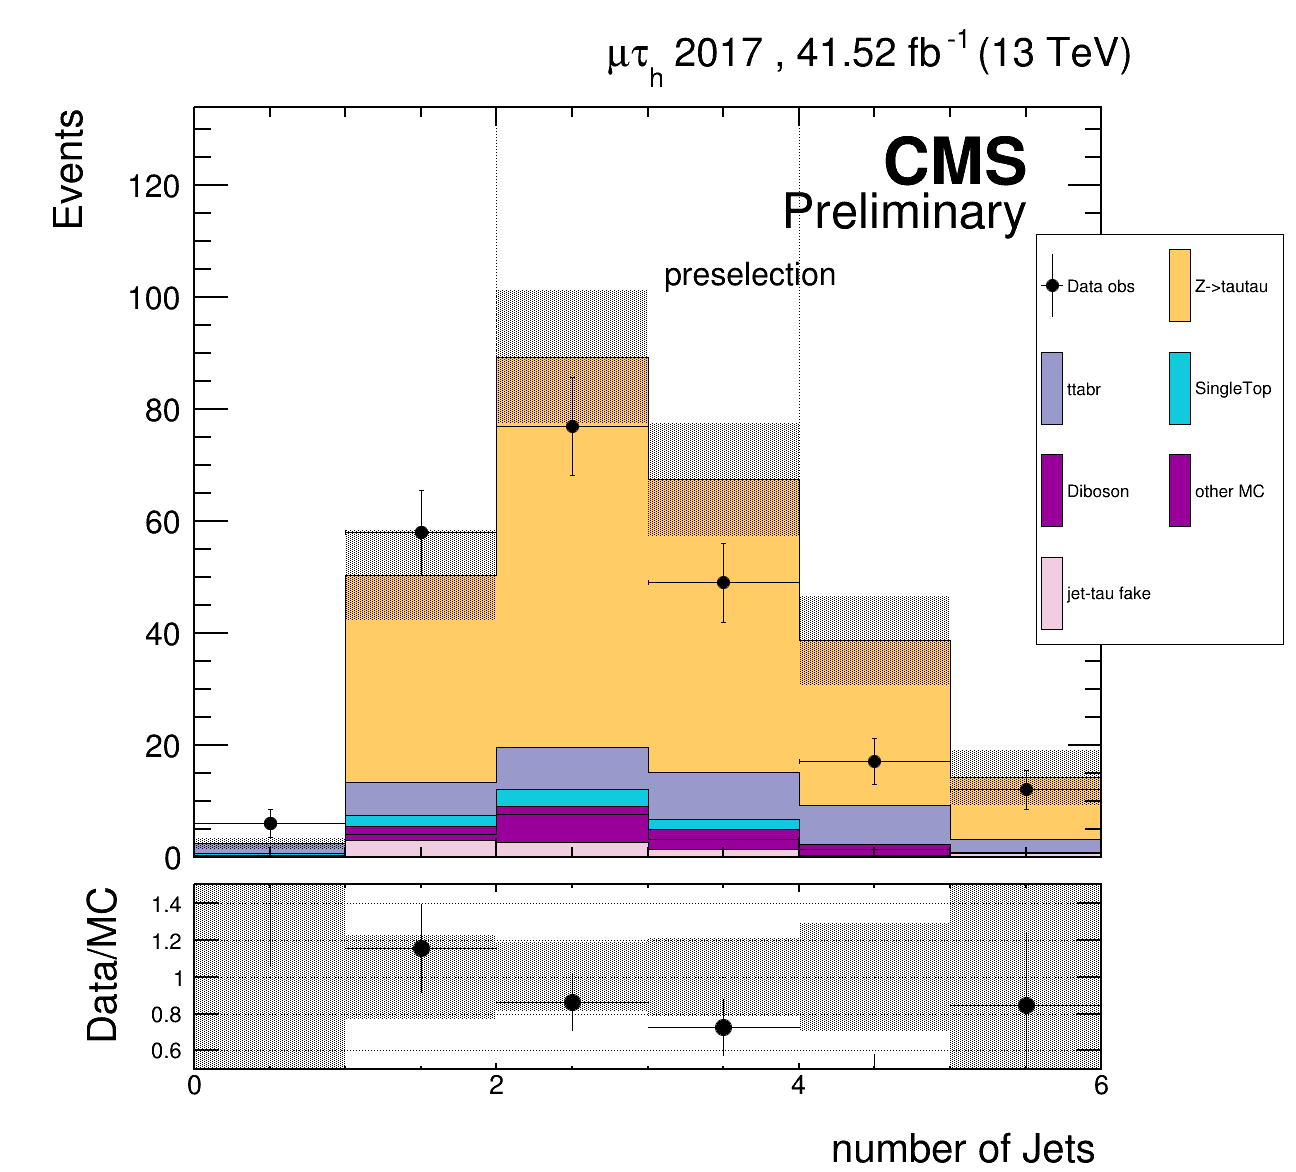 μτh 2017 , 41.52 fb-1 (13 TeV)
Events
120
100
80
60
40
20
0
CMS
Preliminary
preselection
Data obs
Z->tautau
ttabr
SingleTop
Diboson
other MC
jet-tau fake
Data/MC
1.4
1.2
1
0.8
0.6
0 2 4 6
number of Jets